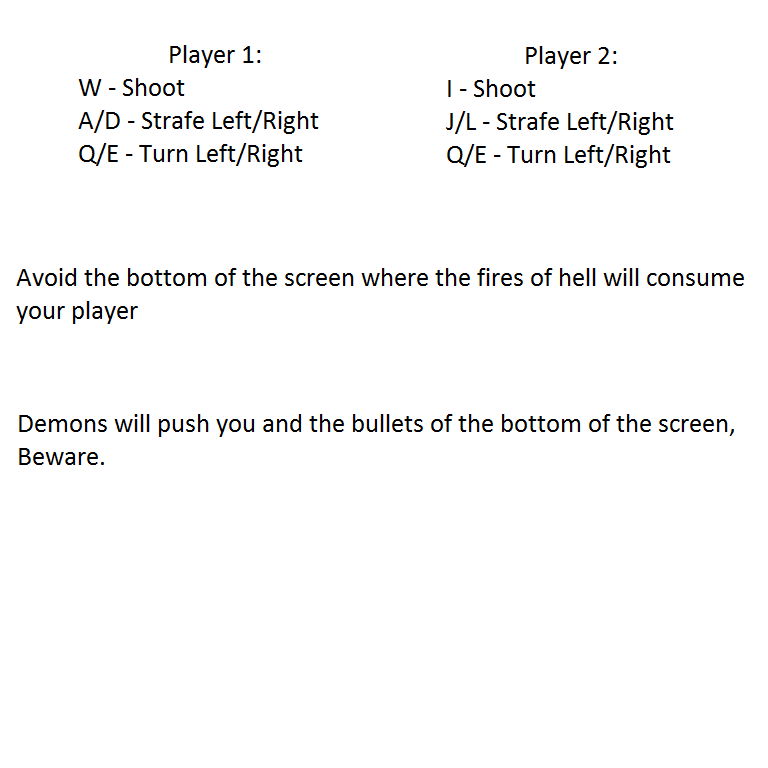 Player 1:
W - Shoot
A/D - Strafe Left/Right
Q/E - Turn Left/Right
Player 2:
I - Shoot
J/L - Strafe Left/Right
Q/E - Turn Left/Right
Avoid the bottom of the screen where the fires of hell will consume
your player
Demons will push you and the bullets of the bottom of the screen,
Beware.